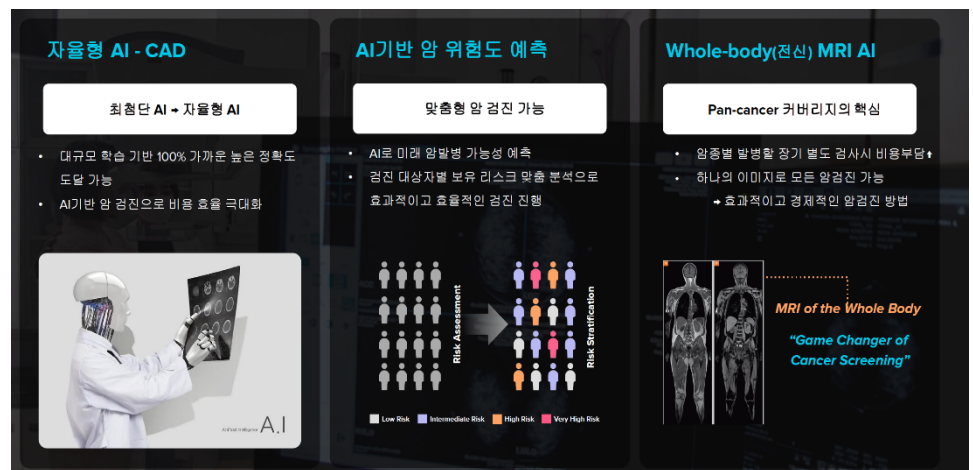 자율형 AI - CAD
최첨단 AI → 자율형 AI
• 대규모 학습 기반 100% 가까운 높은 정확도
도달 가능
• AI기반 암 검진으로 비용 효율 극대화
A.I
AI기반 암 위험도 예측
맞춤형 암 검진 가능
• AI로 미래 암발병 가능성 예측
• 검진 대상자별 보유 리스크 맞춤 분석으로
효과적이고 효율적인 검진 진행
Risk Assessment
Risk Stratification
Low Risk Intermediate Risk High Risk Very High Risk
Whole-body(전신) MRI AI
Pan-cancer 커버리지의 핵심
• 암종별 발병할 장기 별도 검사시 비용부담↑
• 하나의 이미지로 모든 암검진 가능
→ 효과적이고 경제적인 암검진 방법
MRI of the Whole Body
“Game Changer of
Cancer Screening”